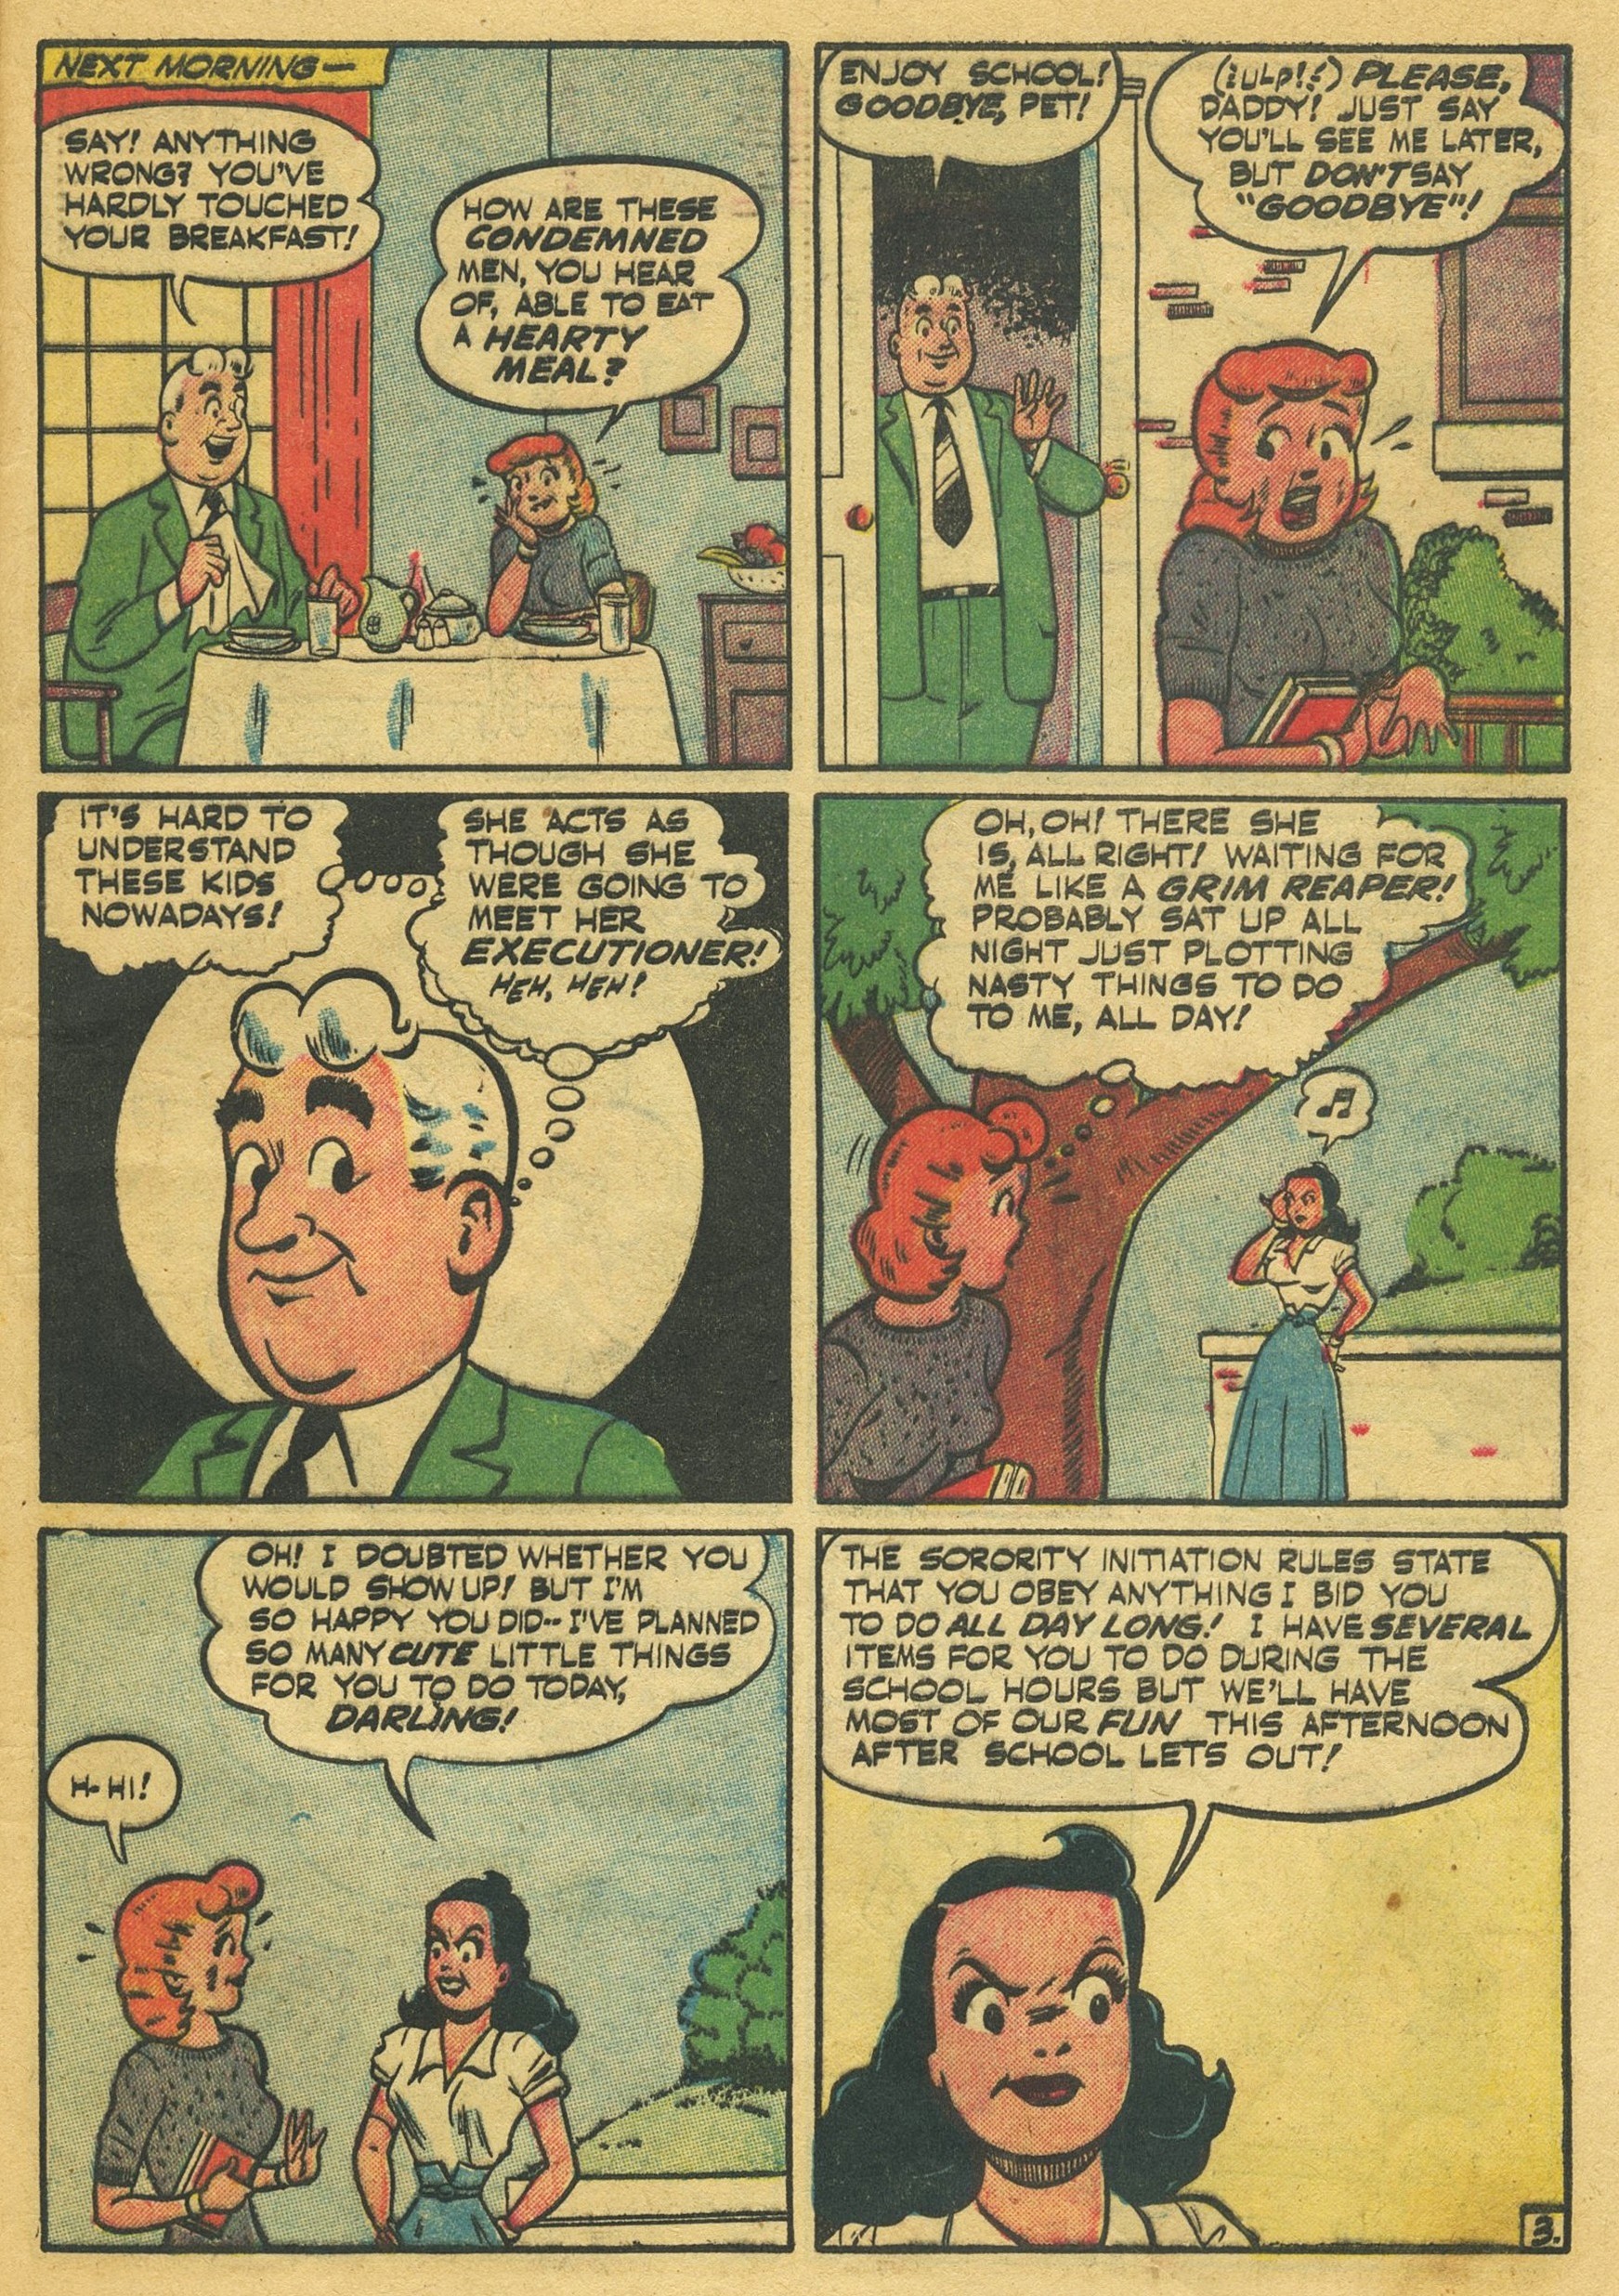 NEXT MORNING—
SAY! ANYTHING
WRONG? YOU'VE
HARDLY TOUCHED
YOUR BREAKFAST!
HOW ARE THESE
CONDEMNED
MEN, YOU HEAR
OF, ABLE TO EAT
A HEARTY
MEAL?
ENJOY SCHOOL!
GOODBYE, PET!
(¡ULP!) PLEASE,
DADDY! JUST SAY
YOU'LL SEE ME LATER,
BUT DON'T SAY
"GOODBYE"!
IT'S HARD TO
UNDERSTAND
THESE KIDS
NOWADAYS!
SHE ACTS AS
THOUGH SHE
WERE GOING TO
MEET HER
EXECUTIONER!
HEH, HEH!
OH, OH! THERE SHE
IS, ALL RIGHT! WAITING FOR
ME LIKE A GRIM REAPER!
PROBABLY SAT UP ALL
NIGHT JUST PLOTTING
NASTY THINGS TO DO
TO ME, ALL DAY!
OH! I DOUBTED WHETHER YOU
WOULD SHOW UP! BUT I'M
SO HAPPY YOU DID-- I'VE PLANNED
SO MANY CUTE LITTLE THINGS
FOR YOU TO DO TODAY,
DARLING!
H-HI!
THE SORORITY INITIATION RULES STATE
THAT YOU OBEY ANYTHING I BID YOU
TO DO ALL DAY LONG! I HAVE SEVERAL
ITEMS FOR YOU TO DO DURING THE
SCHOOL HOURS BUT WE'LL HAVE
MOST OF OUR FUN THIS AFTERNOON
AFTER SCHOOL LETS OUT!
3.